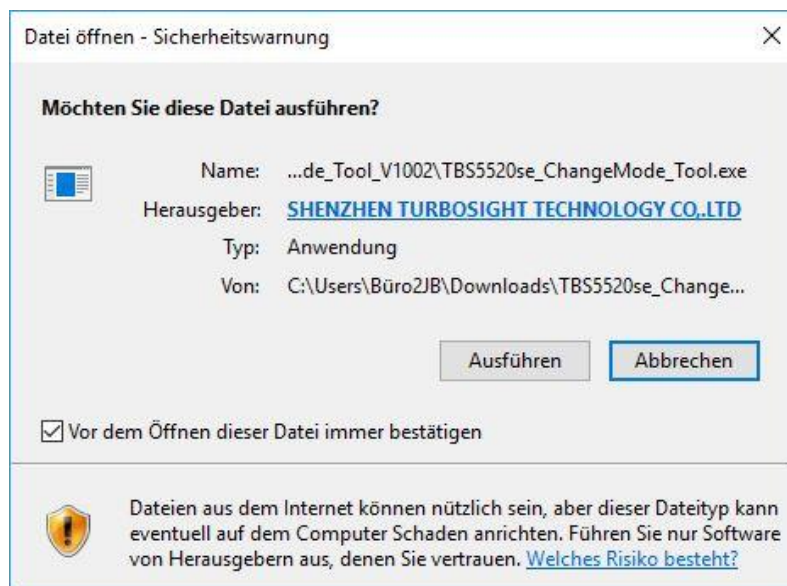 Datei öffnen - Sicherheitswarnung
Möchten Sie diese Datei ausführen?
Name: ...de_Tool_V1002\TBS5520se_ChangeMode_Tool.exe
Herausgeber: SHENZHEN TURBOSIGHT TECHNOLOGY CO,.LTD
Typ: Anwendung
Von: C:\Users\Büro2JB\Downloads\TBS5520se_Change...
Ausführen Abbrechen
Vor dem Öffnen dieser Datei immer bestätigen
Dateien aus dem Internet können nützlich sein, aber dieser Dateityp kann
eventuell auf dem Computer Schaden anrichten. Führen Sie nur Software
von Herausgebern aus, denen Sie vertrauen. Welches Risiko besteht?